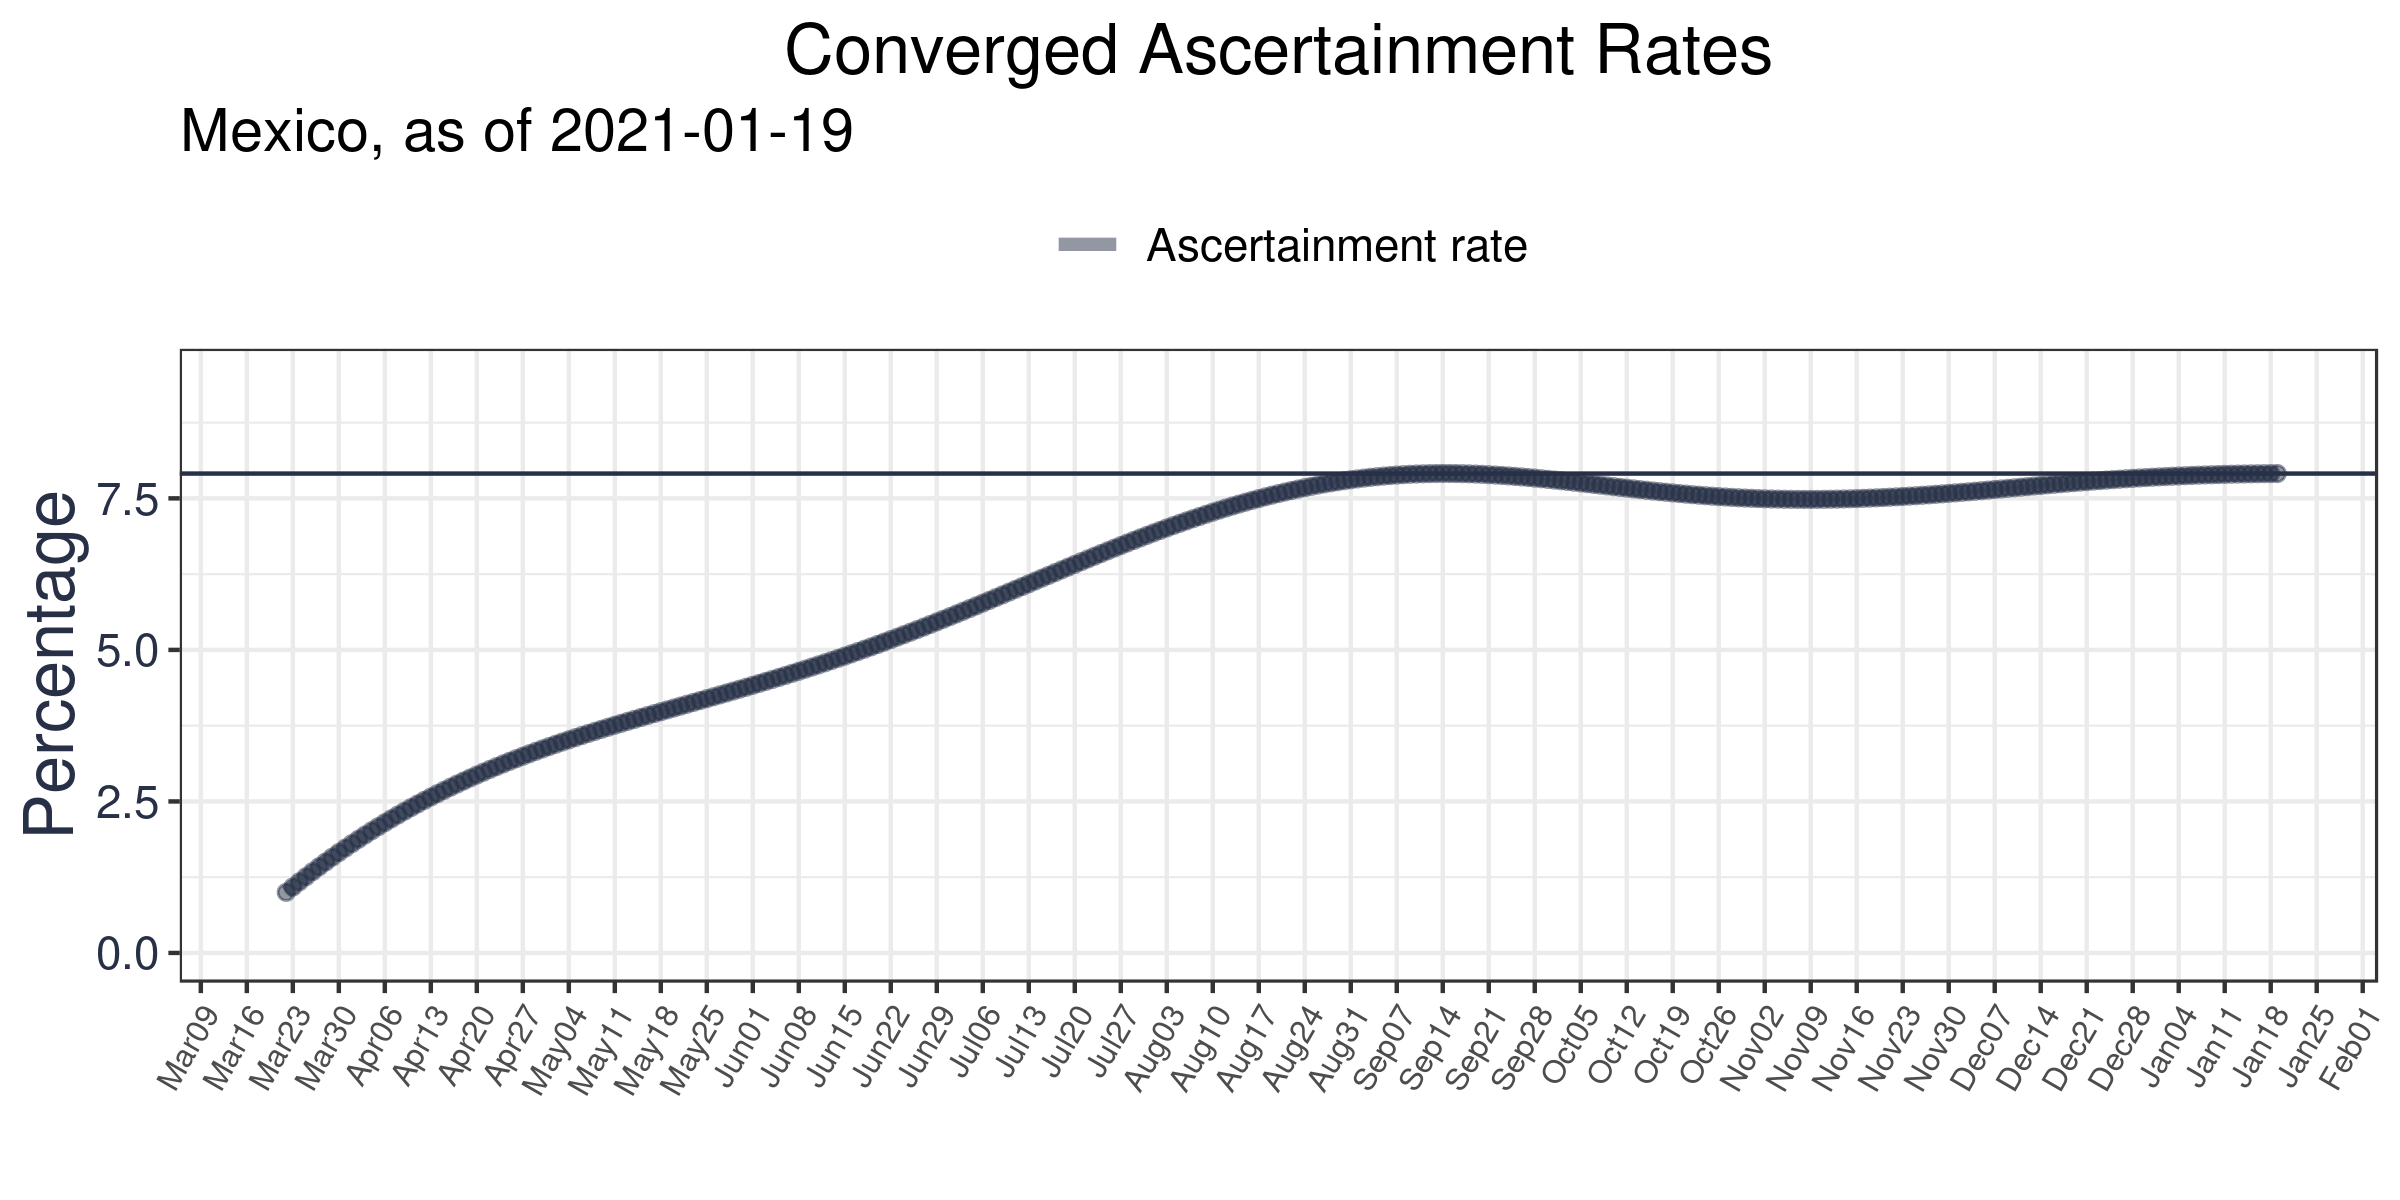 Converged Ascertainment Rates
Mexico, as of 2021-01-19
Ascertainment rate
Percentage
7.5
5.0
2.5
0.0
Mar09
Mar16
Mar23
Mar30
Apr06
Apr13
Apr20
Apr27
May04
May11
May18
May25
Jun01
Jun08
Jun15
Jun22
Jun29
Jul06
Jul13
Jul20
Jul27
Aug03
Aug10
Aug17
Aug24
Aug31
Sep07
Sep14
Sep21
Sep28
Oct05
Oct12
Oct19
Oct26
Nov02
Nov09
Nov16
Nov23
Nov30
Dec07
Dec14
Dec21
Dec28
Jan04
Jan11
Jan18
Jan25
Feb01